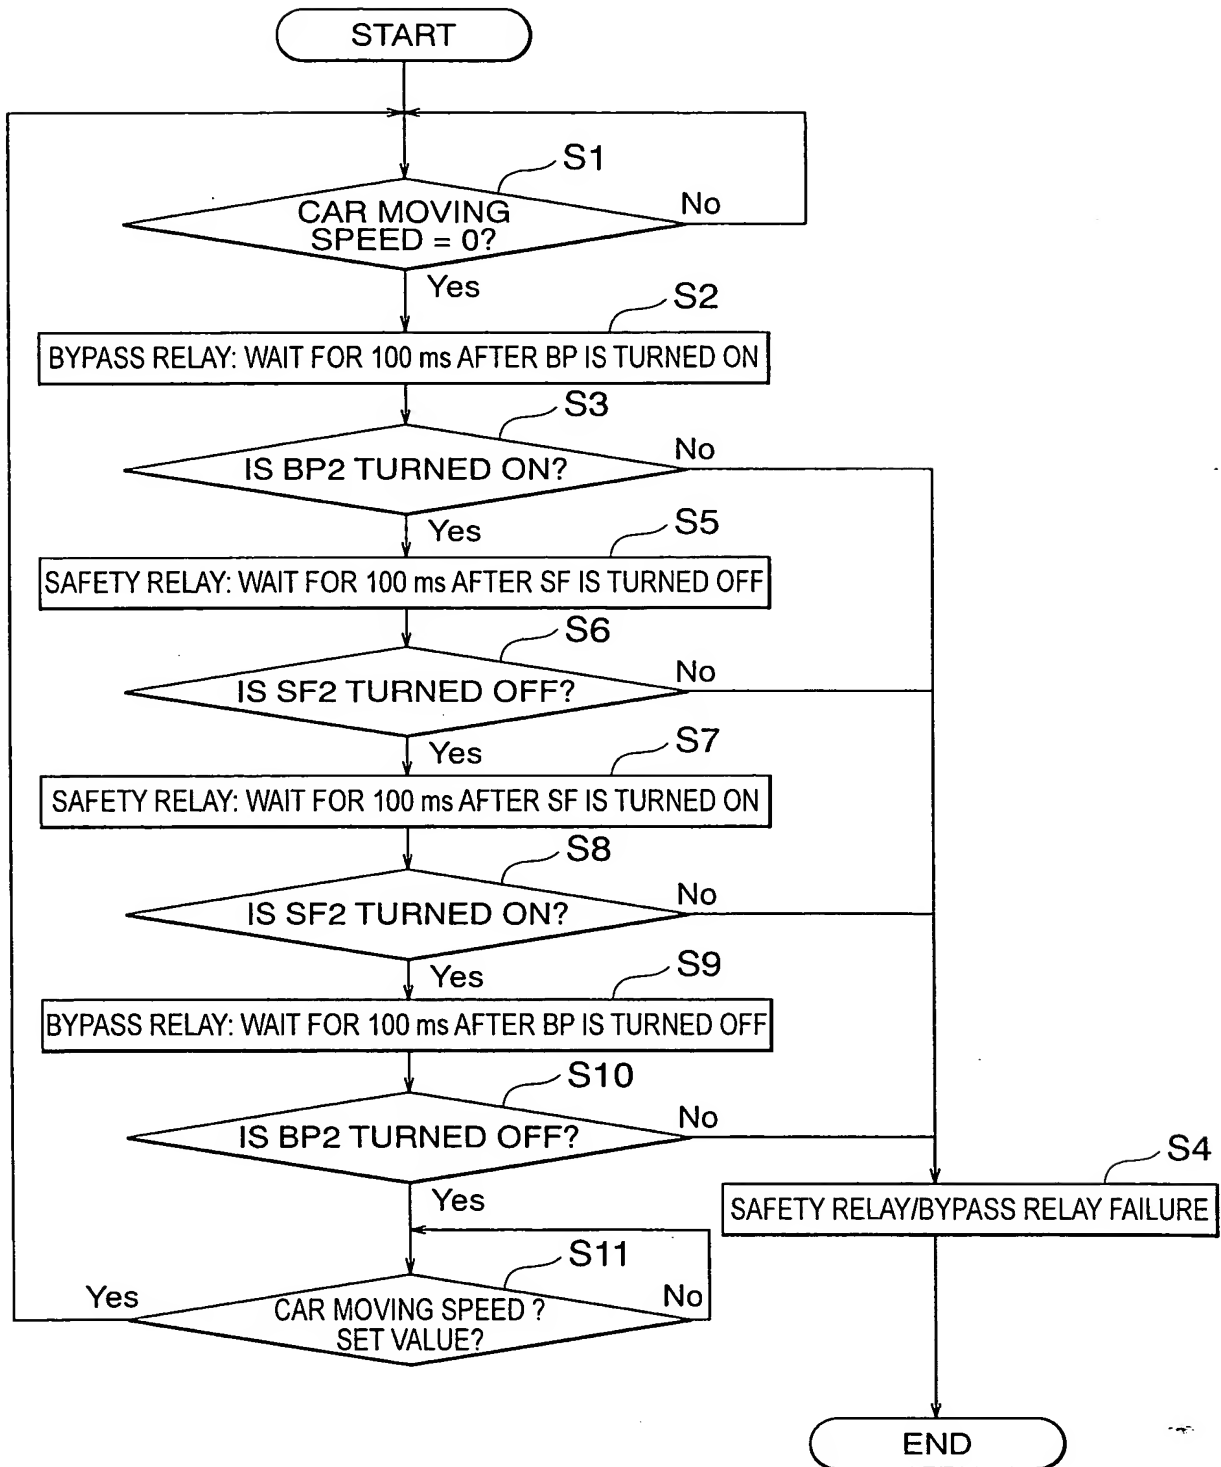 START
S1
CAR MOVING
SPEED = 0?
No
Yes
S2
BYPASS RELAY: WAIT FOR 100 ms AFTER BP IS TURNED ON
S3
IS BP2 TURNED ON?
No
Yes
S5
SAFETY RELAY: WAIT FOR 100 ms AFTER SF IS TURNED OFF
S6
IS SF2 TURNED OFF?
No
Yes
S7
SAFETY RELAY: WAIT FOR 100 ms AFTER SF IS TURNED ON
S8
IS SF2 TURNED ON?
No
Yes
S9
BYPASS RELAY: WAIT FOR 100 ms AFTER BP IS TURNED OFF
S10
IS BP2 TURNED OFF?
No
Yes
S4
SAFETY RELAY/BYPASS RELAY FAILURE
S11
CAR MOVING SPEED ?
SET VALUE?
Yes
No
END